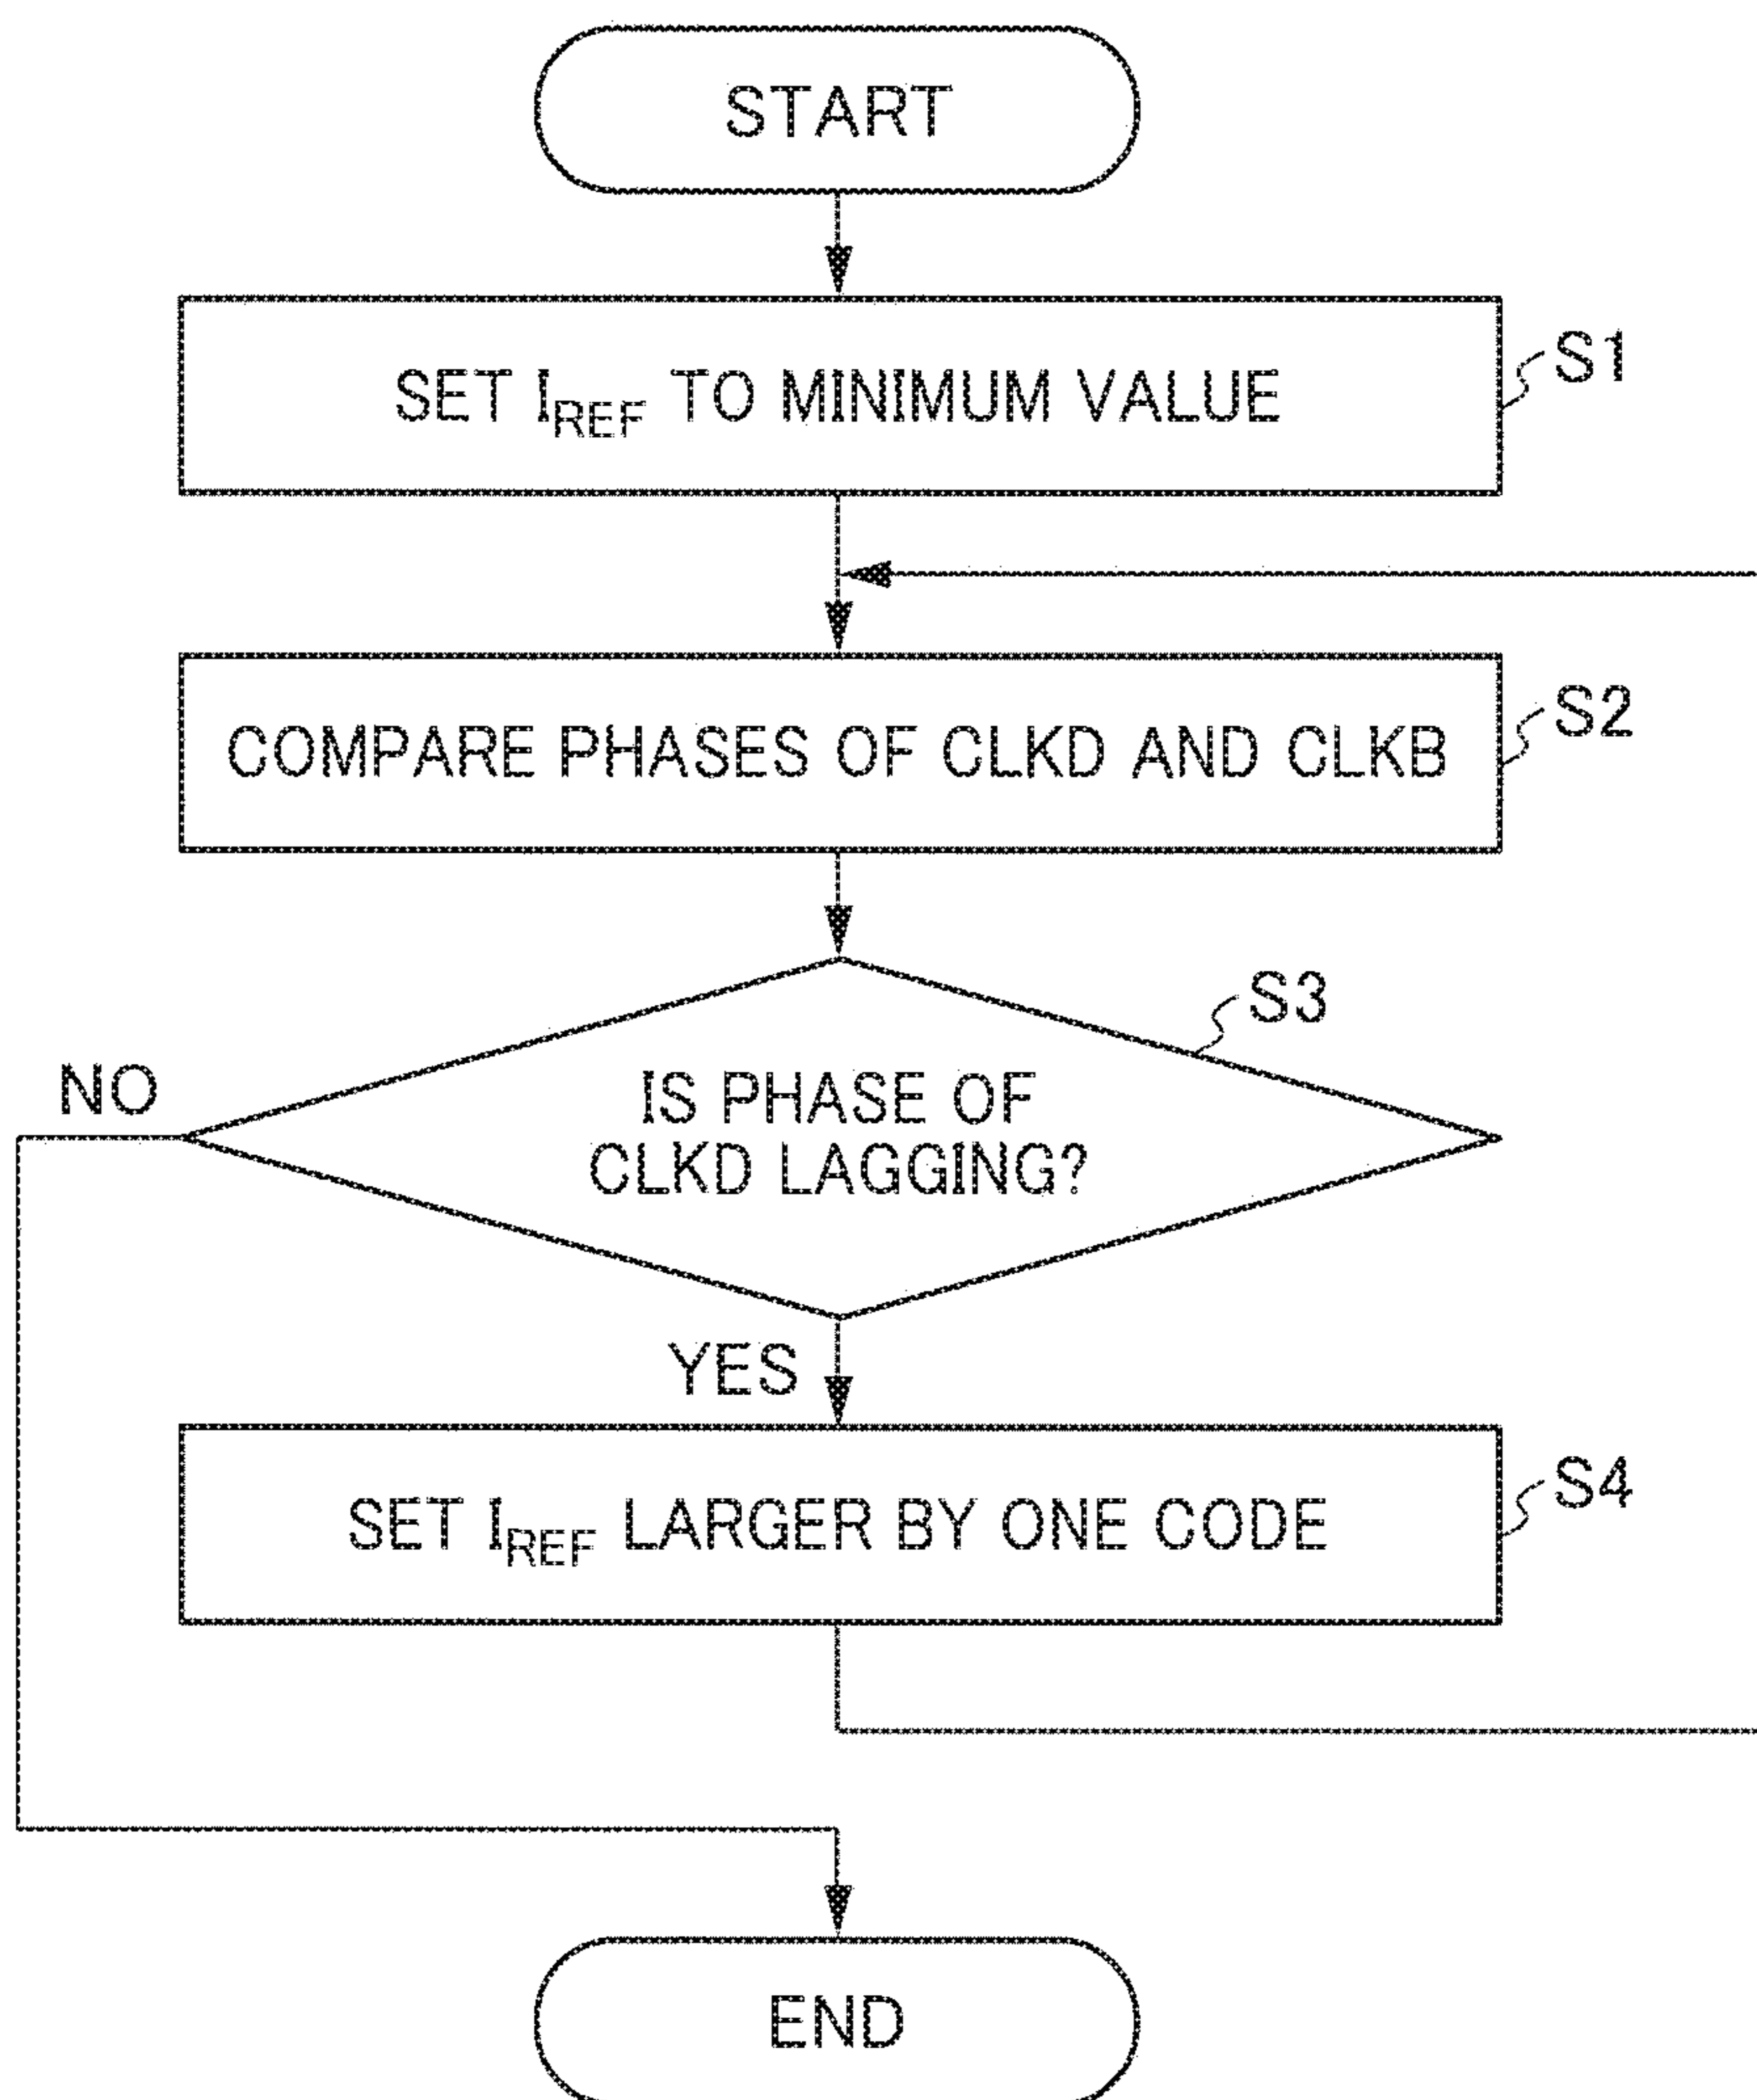 START
SET IREF TO MINIMUM VALUE
S1
COMPARE PHASES OF CLKD AND CLKB
S2
S3
NO
IS PHASE OF
CLKD LAGGING?
YES
SET IREF LARGER BY ONE CODE
S4
END